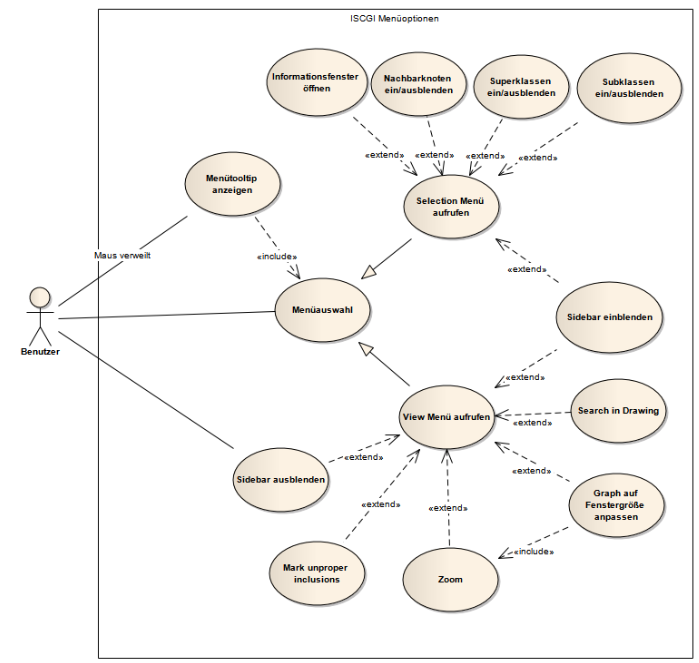 ISCGI Menüoptionen
Informationsfenster
öffnen
Nachbarknoten
ein/ausblenden
Superklassen
ein/ausblenden
Subklassen
ein/ausblenden
«extend»
«extend»
«extend»
«extend»
Menütooltip
anzeigen
Selection Menü
aufrufen
Maus verweilt
«include»
«extend»
Menüauswahl
Sidebar einblenden
Benutzer
«extend»
View Menü aufrufen
Search in Drawing
«extend»
Sidebar ausblenden
«extend»
«extend»
Graph auf
Fenstergröße
anpassen
«extend»
«extend»
«include»
Mark unproper
inclusions
Zoom